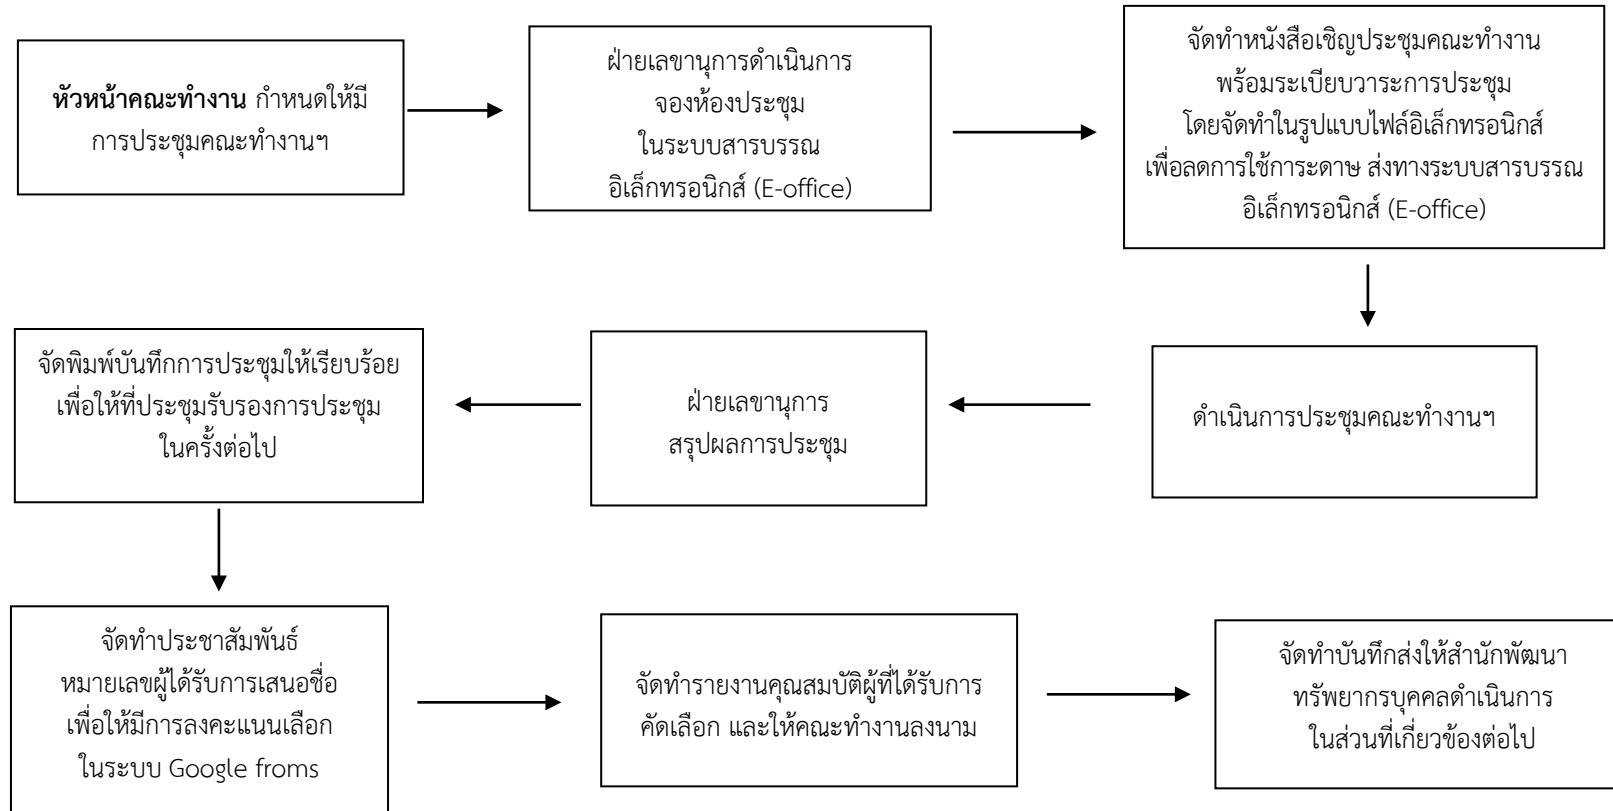 หัวหน้าคณะทำงาน กำหนดให้มี
การประชุมคณะทำงานฯ
ฝ่ายเลขานุการดำเนินการ
จองห้องประชุม
ในระบบสารบรรณ
อิเล็กทรอนิกส์ (E-office)
จัดทำหนังสือเชิญประชุมคณะทำงาน
พร้อมระเบียบวาระการประชุม
โดยจัดทำในรูปแบบไฟล์อิเล็กทรอนิกส์
เพื่อลดการใช้การะดาษ ส่งทางระบบสารบรรณ
อิเล็กทรอนิกส์ (E-office)
ดำเนินการประชุมคณะทำงานฯ
ฝ่ายเลขานุการ
สรุปผลการประชุม
จัดพิมพ์บันทึกการประชุมให้เรียบร้อย
เพื่อให้ที่ประชุมรับรองการประชุม
ในครั้งต่อไป
จัดทำประชาสัมพันธ์
หมายเลขผู้ได้รับการเสนอชื่อ
เพื่อให้มีการลงคะแนนเลือก
ในระบบ Google froms
จัดทำรายงานคุณสมบัติผู้ที่ได้รับการ
คัดเลือก และให้คณะทำงานลงนาม
จัดทำบันทึกส่งให้สำนักพัฒนา
ทรัพยากรบุคคลดำเนินการ
ในส่วนที่เกี่ยวข้องต่อไป